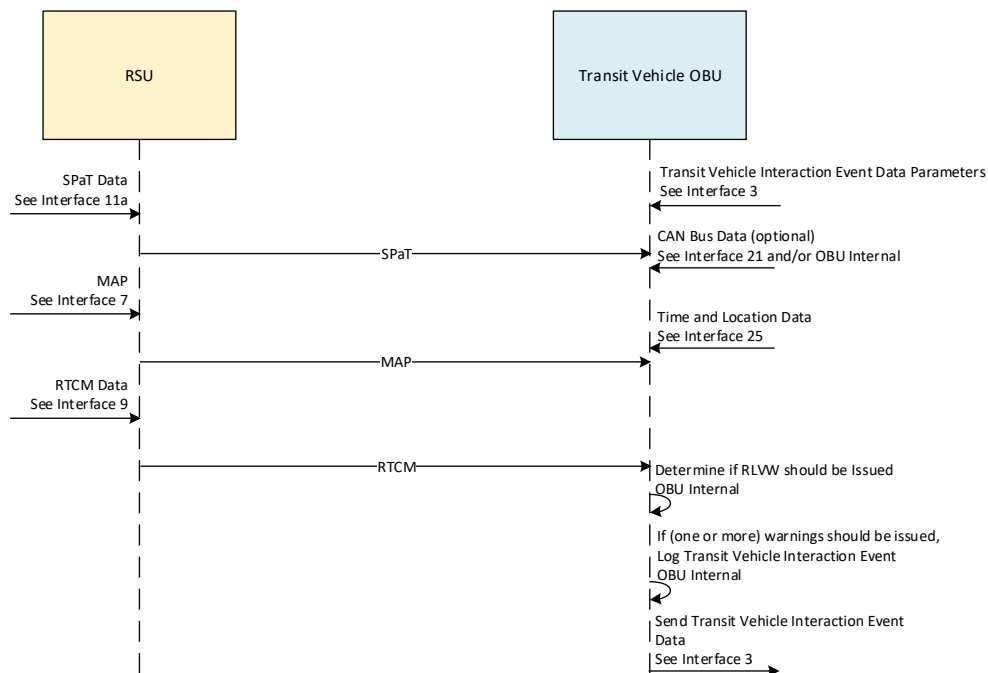 RSU
Transit Vehicle OBU
SPaT Data
See Interface 11a
Transit Vehicle Interaction Event Data Parameters
See Interface 3
SPaT
CAN Bus Data (optional)
See Interface 21 and/or OBU Internal
MAP
See Interface 7
Time and Location Data
See Interface 25
MAP
RTCM Data
See Interface 9
RTCM
Determine if RLVW should be Issued
OBU Internal
If (one or more) warnings should be issued,
Log Transit Vehicle Interaction Event
OBU Internal
Send Transit Vehicle Interaction Event
Data
See Interface 3